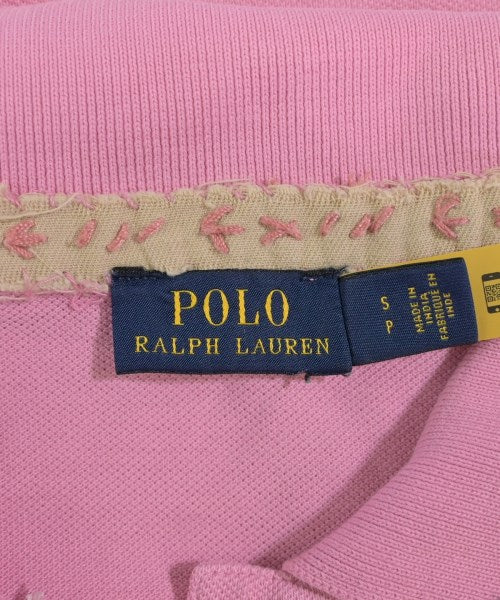 POLO
RALPH LAUREN
S
P
MADE IN
INDIA
FABRIQUÉ EN
INDE